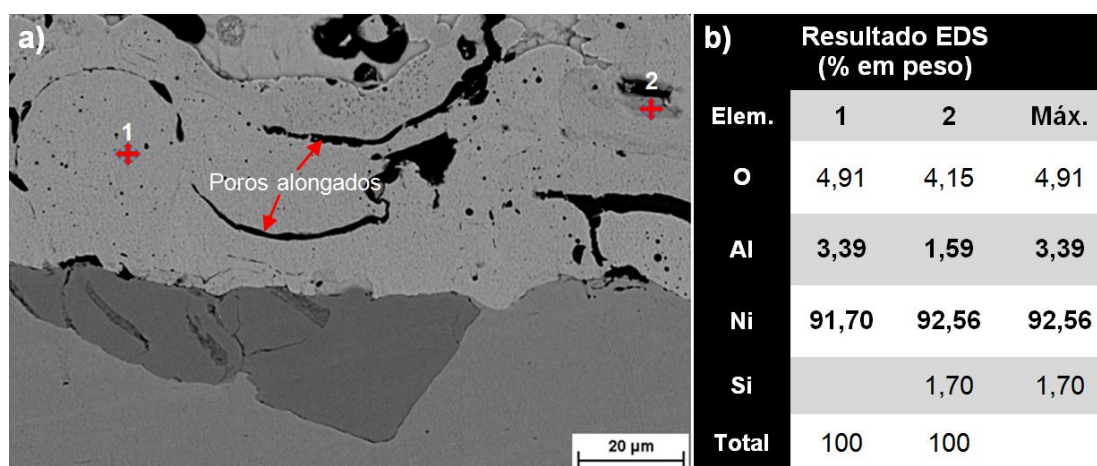 a)
1
2
Poros alongados
20 µm
b)
Resultado EDS
(% em peso)
Elem. 1 2 Máx.
O 4,91 4,15 4,91
Al 3,39 1,59 3,39
Ni 91,70 92,56 92,56
Si 1,70 1,70
Total 100 100